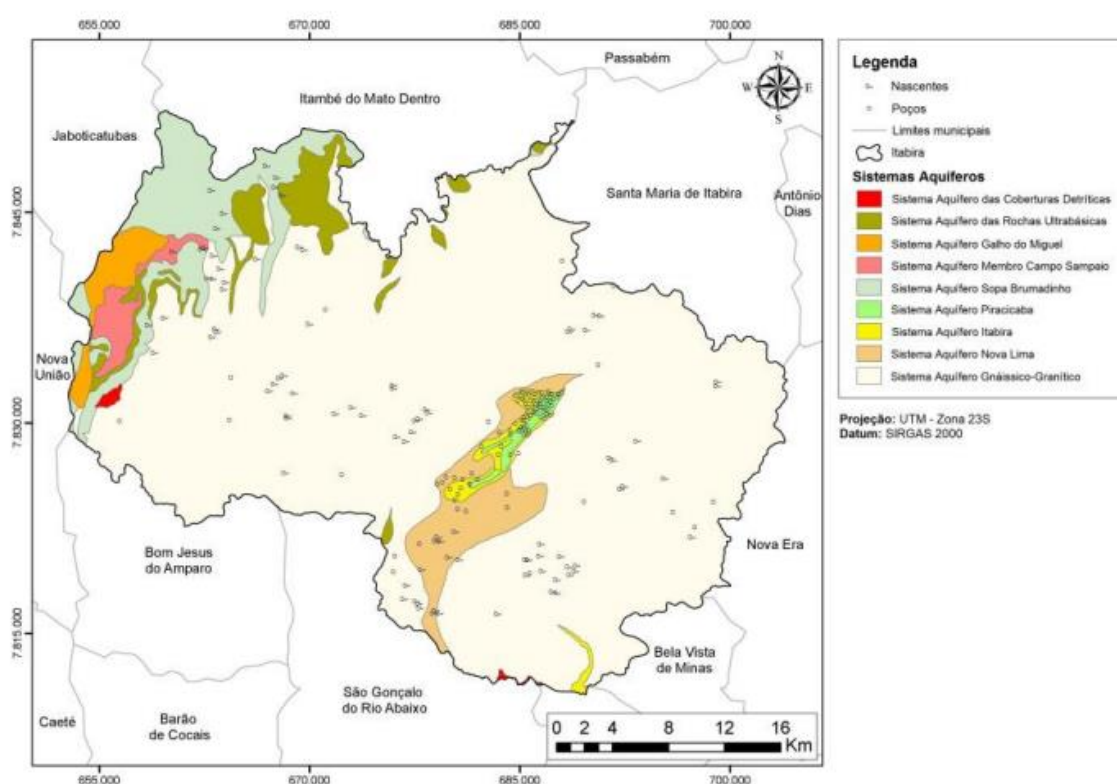 655.000 670.000 685.000 700.000
Passabém
N
W E
S
Itambé do Mato Dentro
Jaboticatubas
Santa Maria de Itabira
Antônio
Dias
7.845.000
7.830.000
7.815.000
Nova
União
Bom Jesus
do Amparo
Nova Era
Bela Vista
de Minas
São Gonçalo
do Rio Abaixo
Caeté
Barão
de Cocais
0 2 4 8 12 16
Km
655.000 670.000 685.000 700.000
Legenda
Nascentes
Poços
Limites municipais
Itabira
Sistemas Aquíferos
Sistema Aquífero das Coberturas Detríticas
Sistema Aquífero das Rochas Ultrabásicas
Sistema Aquífero Galho do Miguel
Sistema Aquífero Membro Campo Sampaio
Sistema Aquífero Sopa Brumadinho
Sistema Aquífero Piracicaba
Sistema Aquífero Itabira
Sistema Aquífero Nova Lima
Sistema Aquífero Gnáissico-Granítico
Projeção: UTM - Zona 23S
Datum: SIRGAS 2000